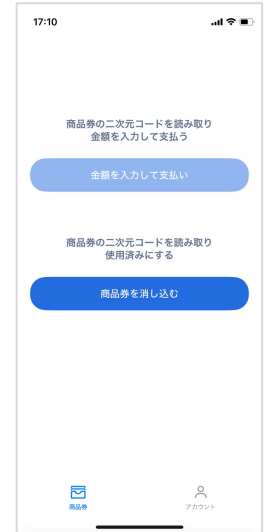 17:10
商品券の二次元コードを読み取り
金額を入力して支払う
金額を入力して支払い
商品券の二次元コードを読み取り
使用済みにする
商品券を消し込む
商品券
アカウント